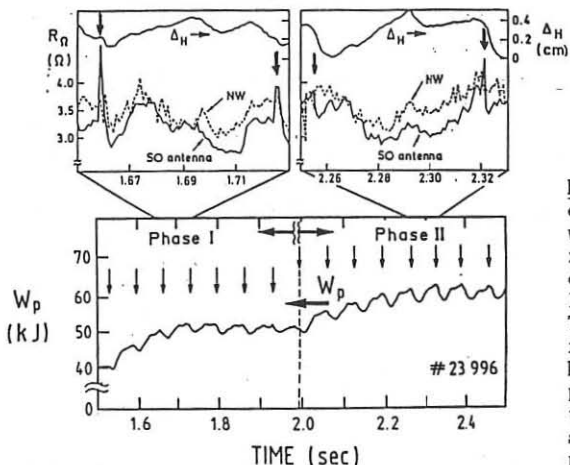 R_Ω
(Ω)
4.0
3.5
3.0
Δ_H
NW
SO antenna
1.67 1.69 1.71
Δ_H
NW
SO antenna
2.26 2.28 2.30 2.32
0.4
0.2
0
Δ_H
(cm)
Phase I
Phase II
W_p
(kJ)
70
60
50
40
0
W_p
#23996
1.6 1.8 2.0 2.2 2.4
TIME (sec)